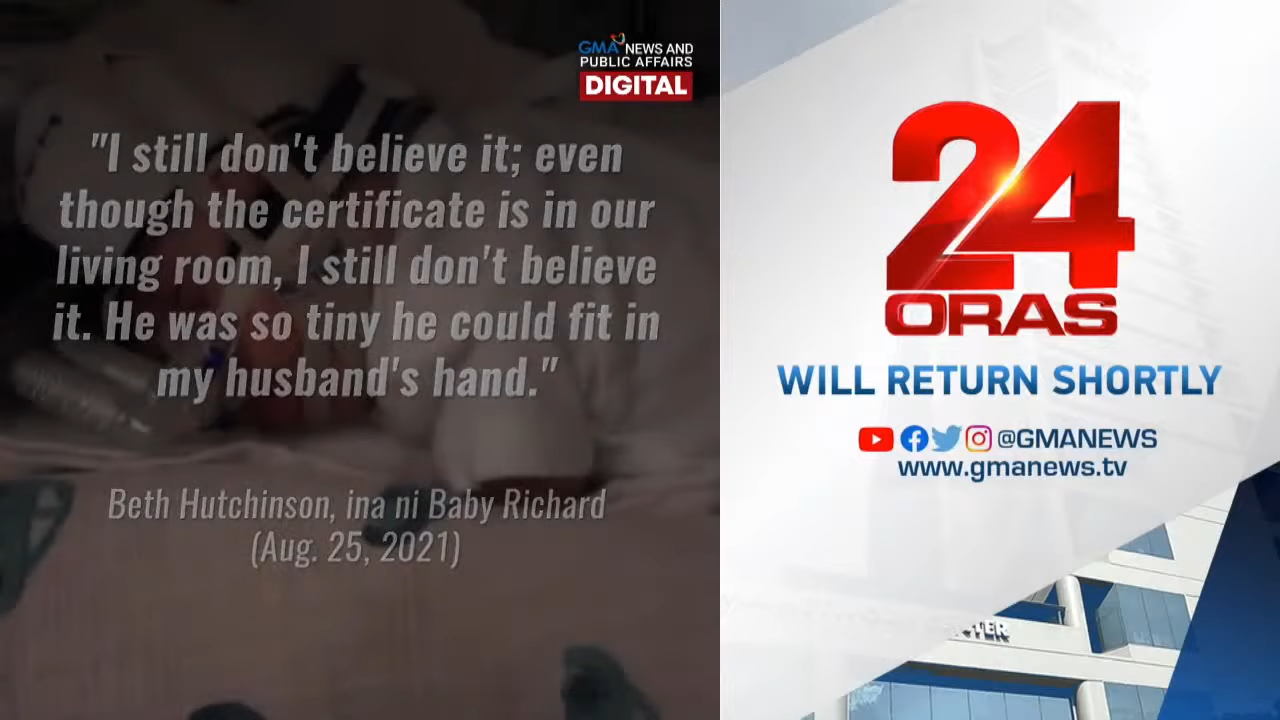 GMA NEWS AND
PUBLIC AFFAIRS
DIGITAL
"I still don't believe it; even
though the certificate is in our
living room, I still don't believe
it. He was so tiny he could fit in
my husband's hand."
Beth Hutchinson, ina ni Baby Richard
(Aug. 25, 2021)
24
ORAS
WILL RETURN SHORTLY
@GMANEWS
www.gmanews.tv